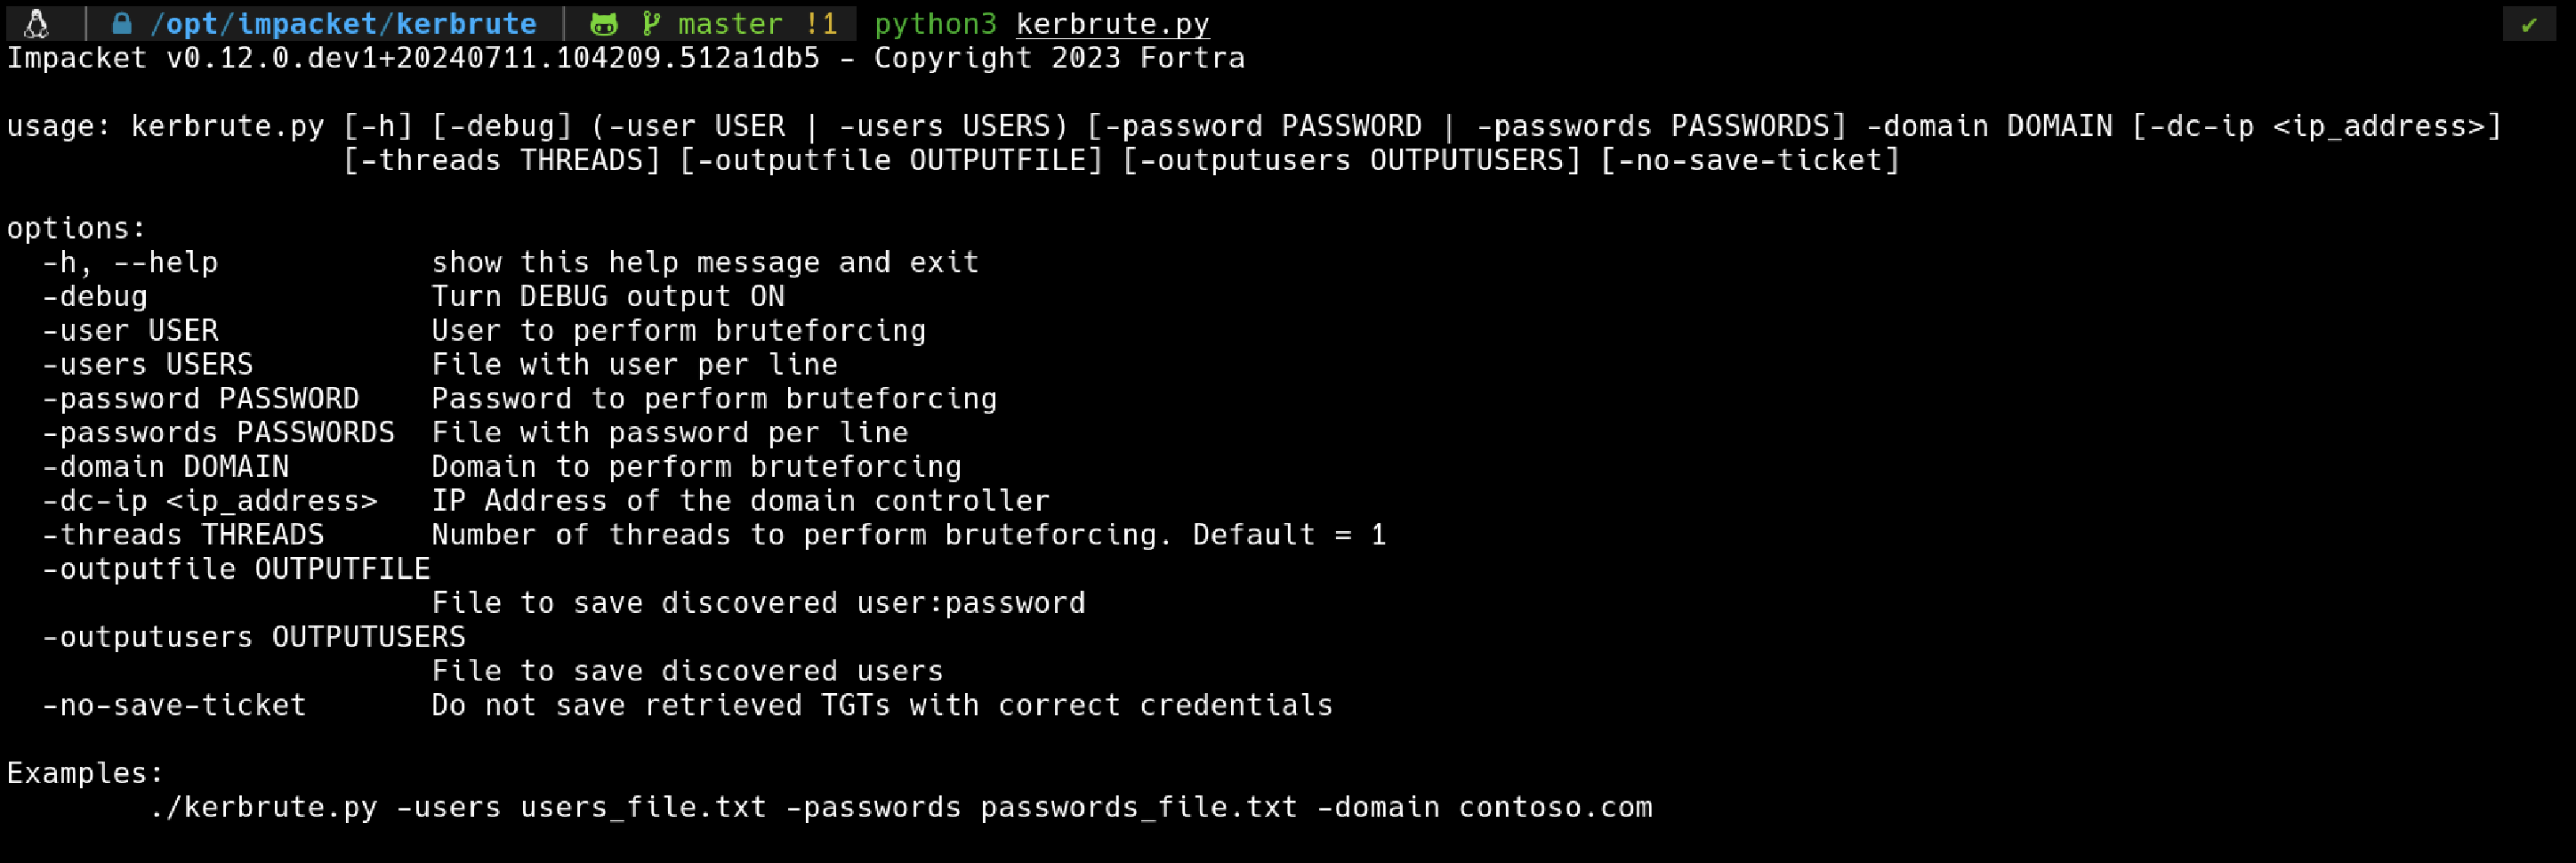 /opt/impacket/kerbrute | master !1 python3 kerbrute.py ✔
Impacket v0.12.0.dev1+20240711.104209.512a1db5 - Copyright 2023 Fortra
usage: kerbrute.py [-h] [-debug] (-user USER | -users USERS) [-password PASSWORD | -passwords PASSWORDS] -domain DOMAIN [-dc-ip <ip_address>]
[-threads THREADS] [-outputfile OUTPUTFILE] [-outputusers OUTPUTUSERS] [-no-save-ticket]
options:
-h, --help show this help message and exit
-debug Turn DEBUG output ON
-user USER User to perform bruteforcing
-users USERS File with user per line
-password PASSWORD Password to perform bruteforcing
-passwords PASSWORDS File with password per line
-domain DOMAIN Domain to perform bruteforcing
-dc-ip <ip_address> IP Address of the domain controller
-threads THREADS Number of threads to perform bruteforcing. Default = 1
-outputfile OUTPUTFILE
File to save discovered user:password
-outputusers OUTPUTUSERS
File to save discovered users
-no-save-ticket Do not save retrieved TGTs with correct credentials
Examples:
./kerbrute.py -users users_file.txt -passwords passwords_file.txt -domain contoso.com